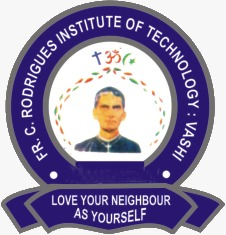 FR. C. RODRIGUES INSTITUTE OF TECHNOLOGY : VASHI
ॐ
LOVE YOUR NEIGHBOUR
AS YOURSELF